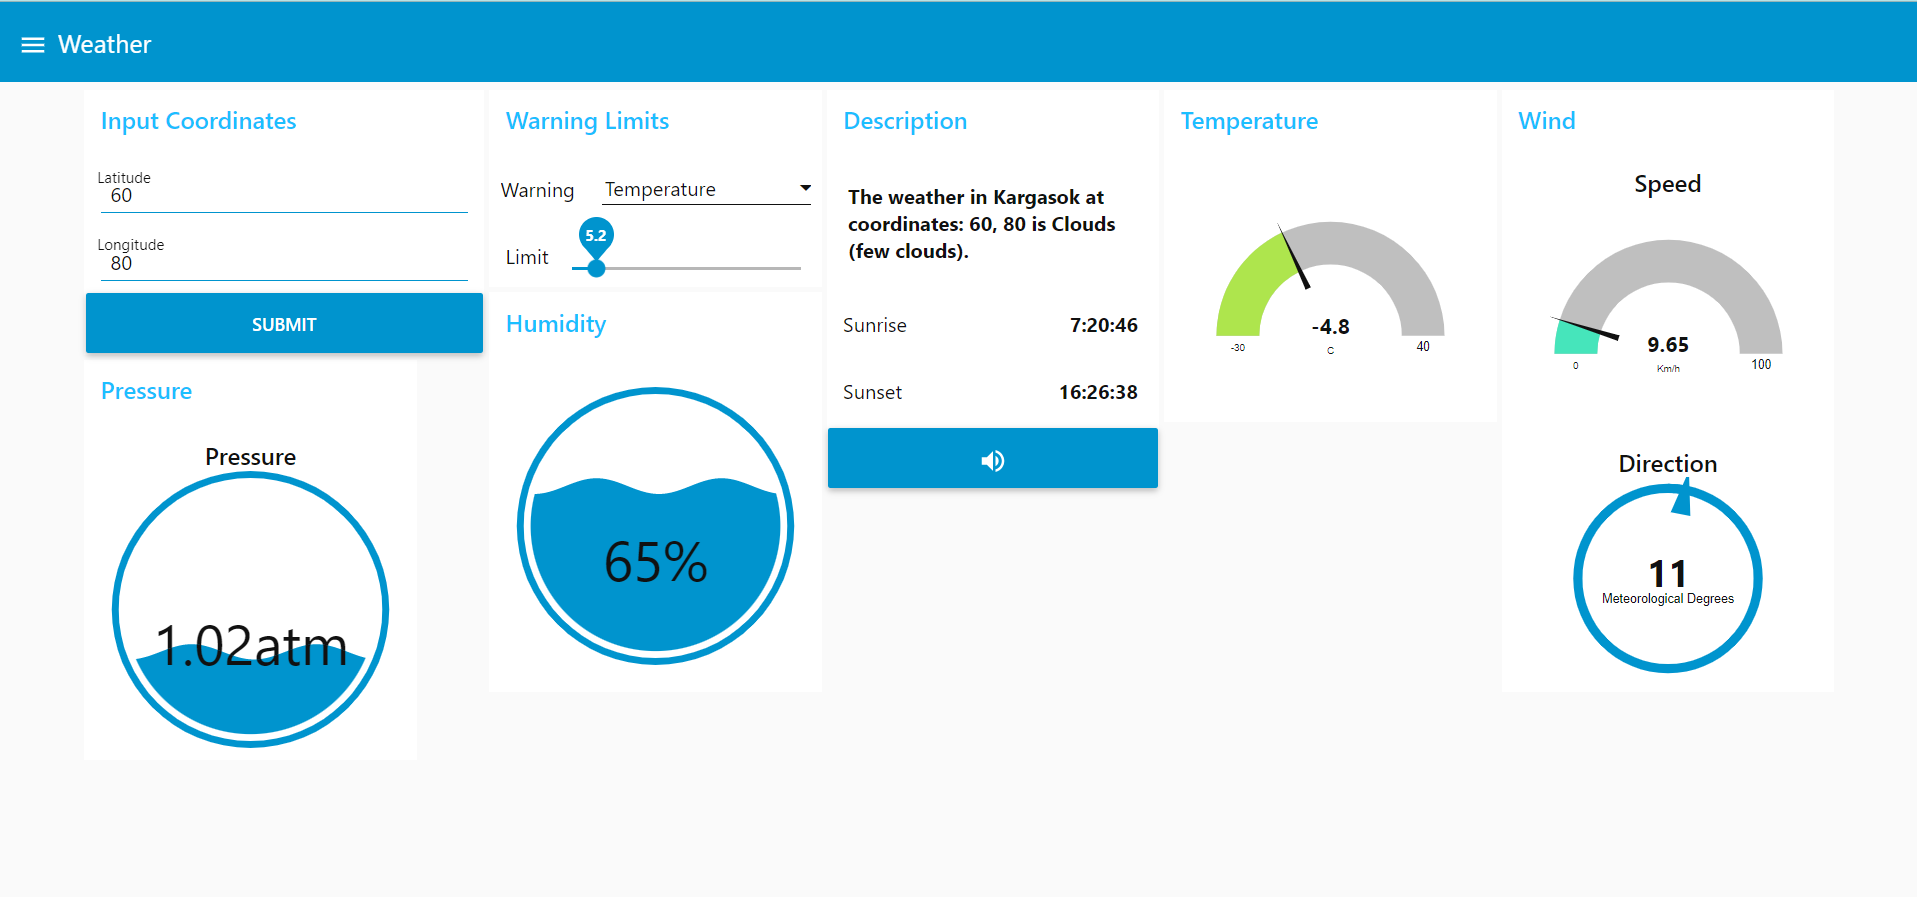 Weather
Input Coordinates
Latitude
60
Longitude
80
SUBMIT
Pressure
Pressure
1.02atm
Warning Limits
Warning
Temperature
Limit
5.2
Humidity
65%
Description
The weather in Kargasok at
coordinates: 60, 80 is Clouds
(few clouds).
Sunrise 7:20:46
Sunset 16:26:38
Temperature
-4.8
C
-30
40
Wind
Speed
9.65
Km/h
0
100
Direction
11
Meteorological Degrees